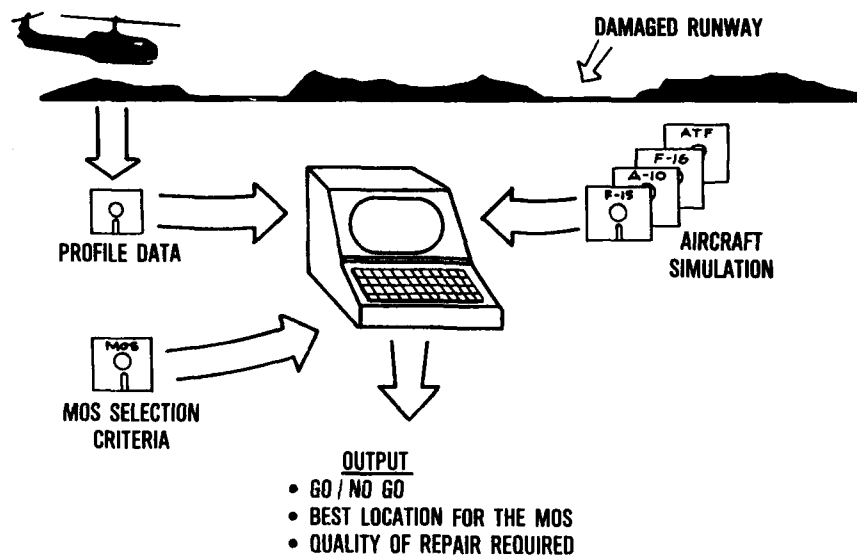 DAMAGED RUNWAY
ATF
F-16
A-10
F-15
PROFILE DATA
AIRCRAFT
SIMULATION
MOS
MOS SELECTION
CRITERIA
OUTPUT
• GO / NO GO
• BEST LOCATION FOR THE MOS
• QUALITY OF REPAIR REQUIRED